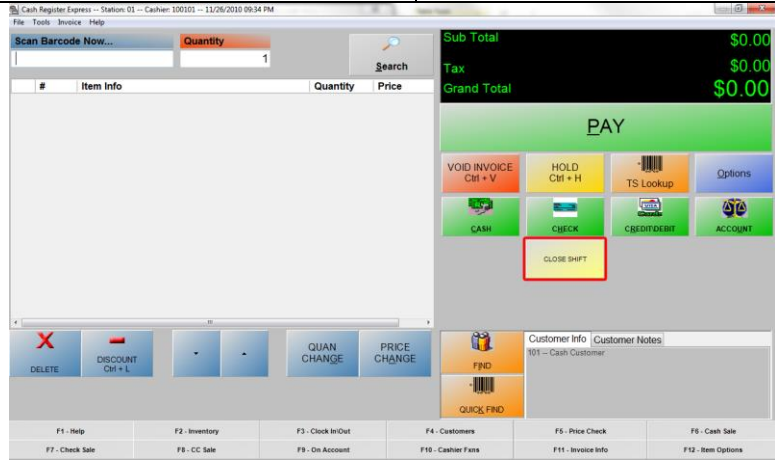 Cash Register Express -- Station: 01 -- Cashier: 100101 -- 11/26/2010 09:34 PM
File Tools Invoice Help
Scan Barcode Now...
Quantity
1
Search
# Item Info Quantity Price
Sub Total $0.00
Tax $0.00
Grand Total $0.00
PAY
VOID INVOICE
Ctrl + V
HOLD
Ctrl + H
TS Lookup
Options
CASH
CHECK
CREDIT\DEBIT
ACCOUNT
CLOSE SHIFT
DELETE
DISCOUNT
Ctrl + L
QUAN
CHANGE
PRICE
CHANGE
FIND
QUICK FIND
Customer Info Customer Notes
101 -- Cash Customer
F1 - Help F2 - Inventory F3 - Clock In\Out F4 - Customers F5 - Price Check F6 - Cash Sale
F7 - Check Sale F8 - CC Sale F9 - On Account F10 - Cashier Fxns F11 - Invoice Info F12 - Item Options